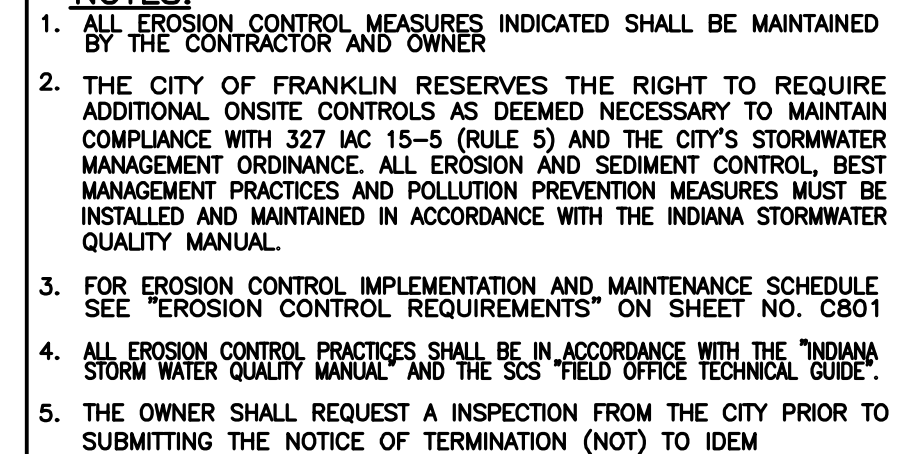 NOTES:
1. ALL EROSION CONTROL MEASURES INDICATED SHALL BE MAINTAINED
BY THE CONTRACTOR AND OWNER
2. THE CITY OF FRANKLIN RESERVES THE RIGHT TO REQUIRE
ADDITIONAL ONSITE CONTROLS AS DEEMED NECESSARY TO MAINTAIN
COMPLIANCE WITH 327 IAC 15-5 (RULE 5) AND THE CITY'S STORMWATER
MANAGEMENT ORDINANCE. ALL EROSION AND SEDIMENT CONTROL, BEST
MANAGEMENT PRACTICES AND POLLUTION PREVENTION MEASURES MUST BE
INSTALLED AND MAINTAINED IN ACCORDANCE WITH THE INDIANA STORMWATER
QUALITY MANUAL.
3. FOR EROSION CONTROL IMPLEMENTATION AND MAINTENANCE SCHEDULE
SEE "EROSION CONTROL REQUIREMENTS" ON SHEET NO. C801
4. ALL EROSION CONTROL PRACTICES SHALL BE IN ACCORDANCE WITH THE "INDIANA
STORM WATER QUALITY MANUAL" AND THE SCS "FIELD OFFICE TECHNICAL GUIDE".
5. THE OWNER SHALL REQUEST A INSPECTION FROM THE CITY PRIOR TO
SUBMITTING THE NOTICE OF TERMINATION (NOT) TO IDEM